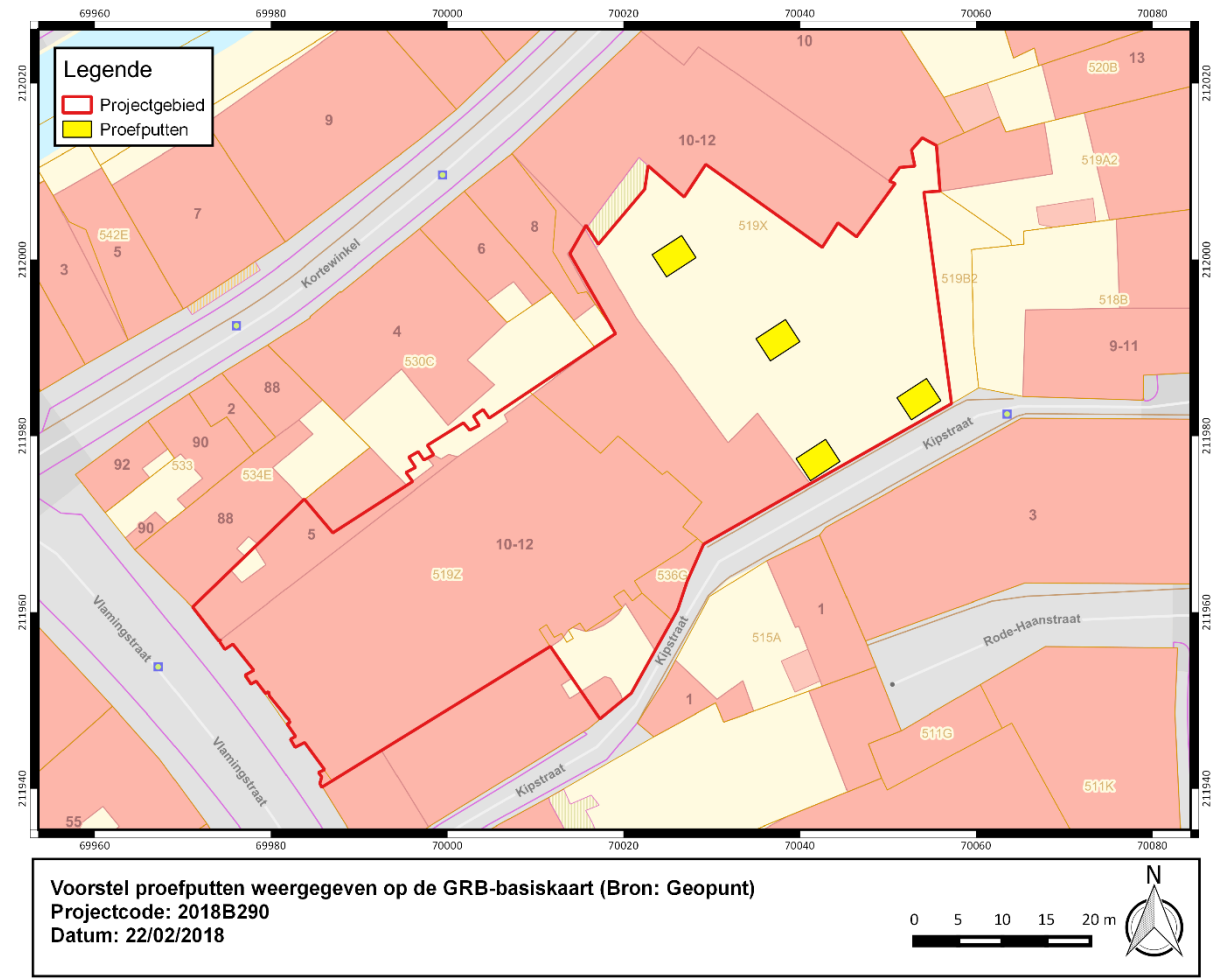 69960 69980 70000 70020 70040 70060 70080
212020
212000
211980
211960
211940
212020
212000
211980
211960
211940
Legende
Projectgebied
Proefputten
10
13
520B
9
10-12
519A2
7
542E
5
3
8
6
519X
Kortewinkel
519B2
518B
4
530C
9-11
88
2
90
92
533
534E
Kipstraat
90
88
5
10-12
519Z
536G
3
1
515A
Rode-Haanstraat
Vlamingstraat
Kipstraat
1
511G
Vlamingstraat
Kipstraat
511K
55
69960 69980 70000 70020 70040 70060 70080
Voorstel proefputten weergegeven op de GRB-basiskaart (Bron: Geopunt)
Projectcode: 2018B290
Datum: 22/02/2018
0 5 10 15 20 m
N